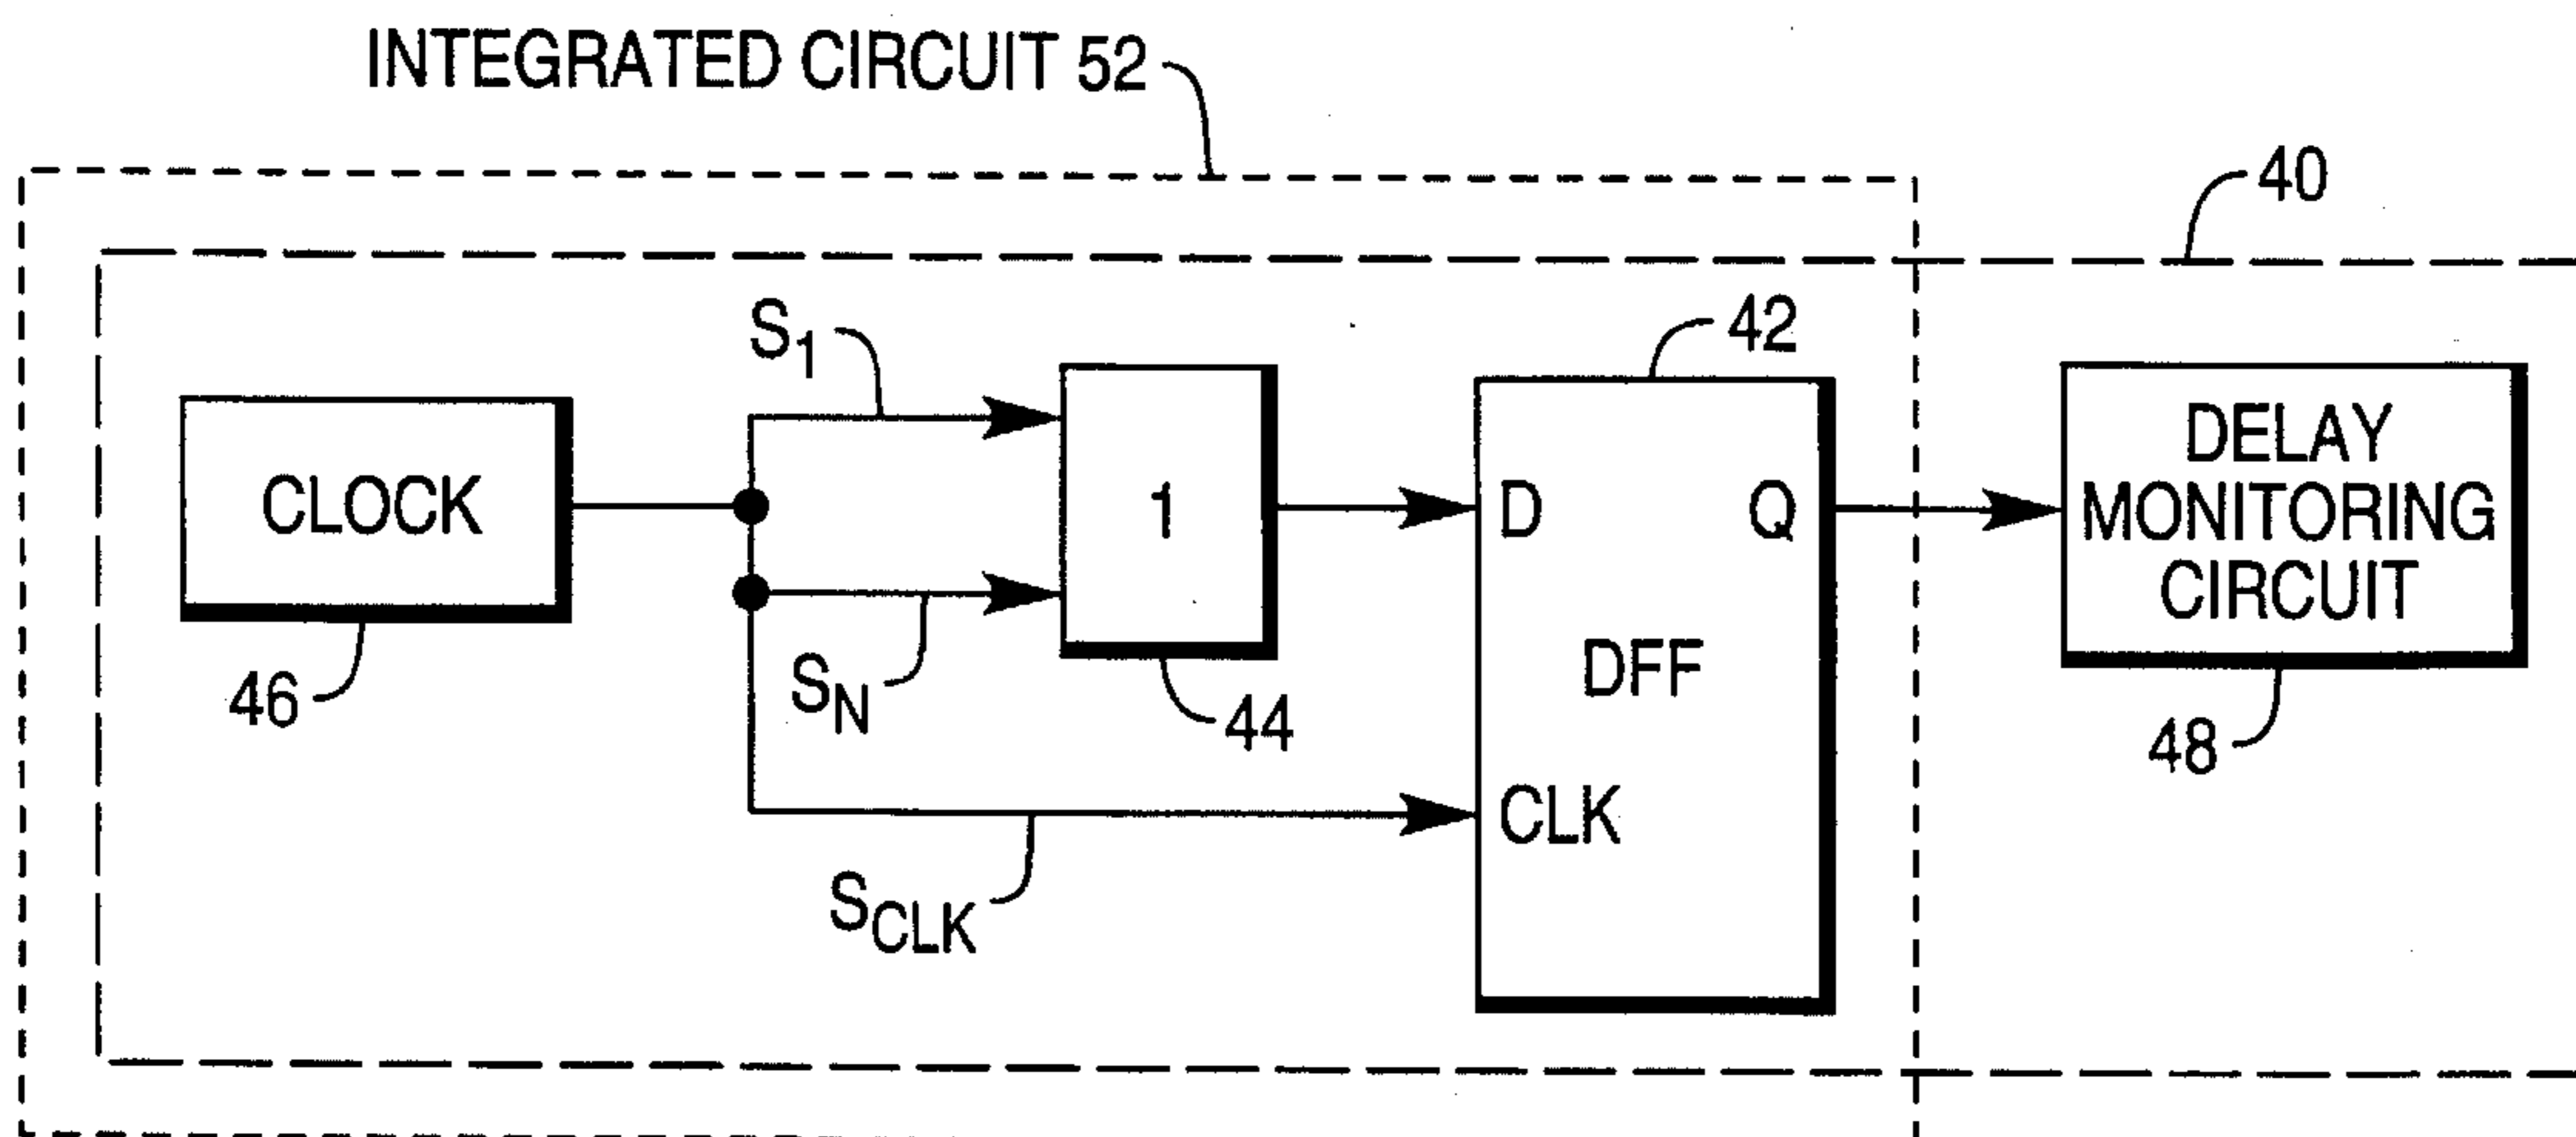 INTEGRATED CIRCUIT 52
40
S1
42
CLOCK
1
D
Q
DELAY
MONITORING
CIRCUIT
DFF
46
SN
44
48
CLK
SCLK